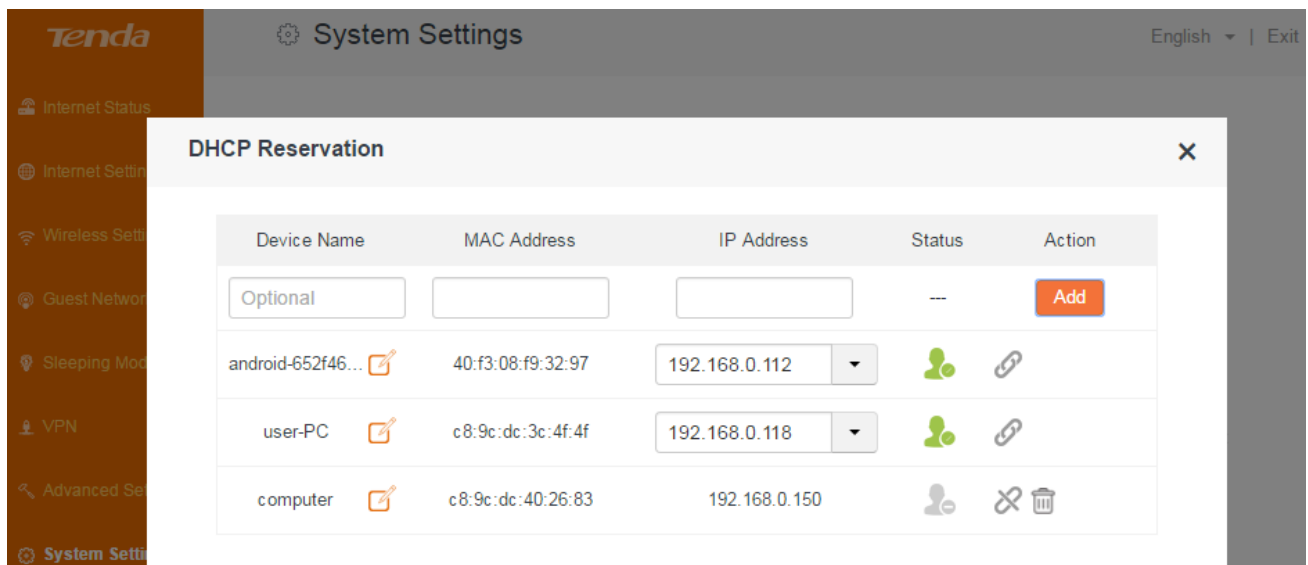 Tenda
System Settings
English | Exit
Internet Status
DHCP Reservation
Internet Settin
Wireless Setti
Device Name MAC Address IP Address Status Action
Guest Networ
Optional --- Add
Sleeping Mod
android-652f46... 40:f3:08:f9:32:97 192.168.0.112
VPN
user-PC c8:9c:dc:3c:4f:4f 192.168.0.118
Advanced Set
computer c8:9c:dc:40:26:83 192.168.0.150
System Setti